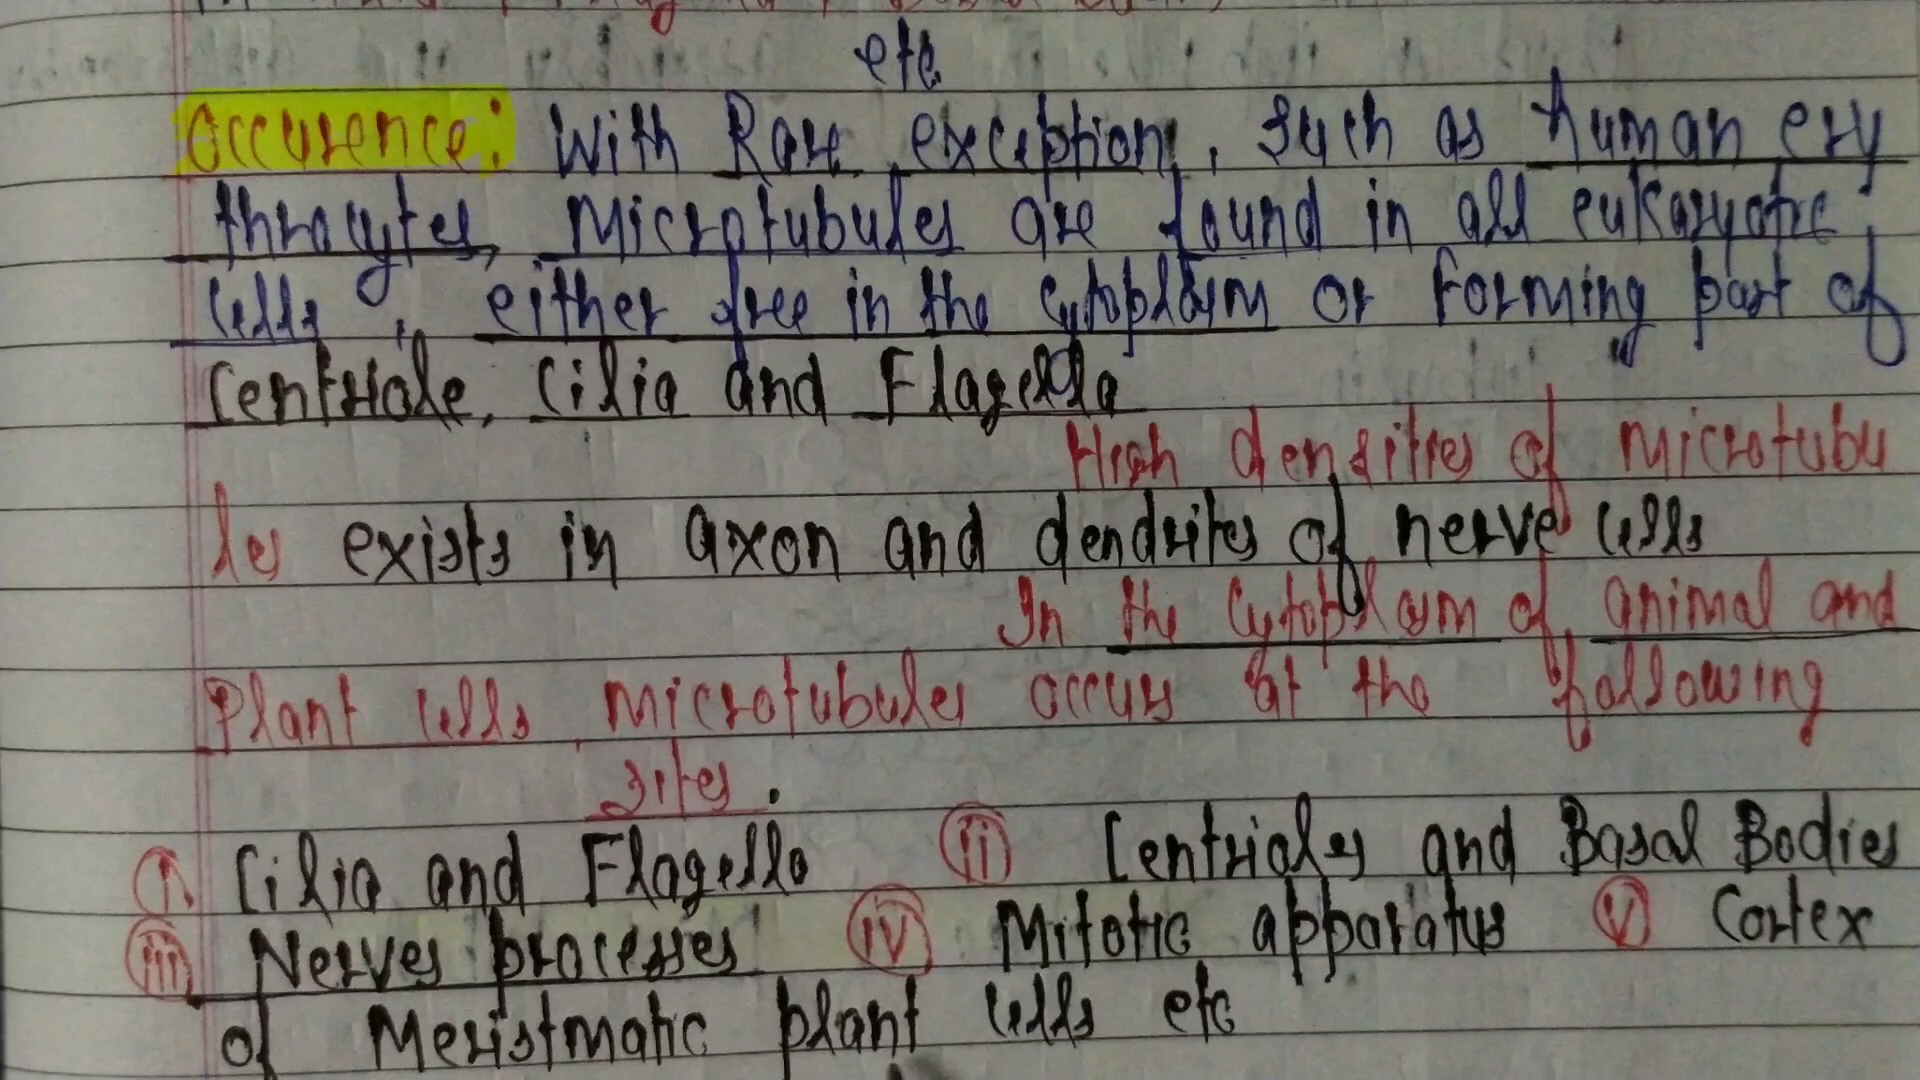 etc
Occurence: With Rare exception, such as human ery
throcytes, Microtubules are found in all eukaryotic
cells, either free in the cytoplasm or Forming part of
Centriole, Cilia and Flagella
High densities of microtubu
les exists in axon and dendrites of nerve cells
In the cytoplasm of animal and
Plant cells, microtubules occurs at the following
sites.
i. Cilia and Flagella (ii) Centrioles and Basal Bodies
(iii) Nerves processes (iv) Mitotic apparatus (v) Cortex
of Meristmatic plant cells etc